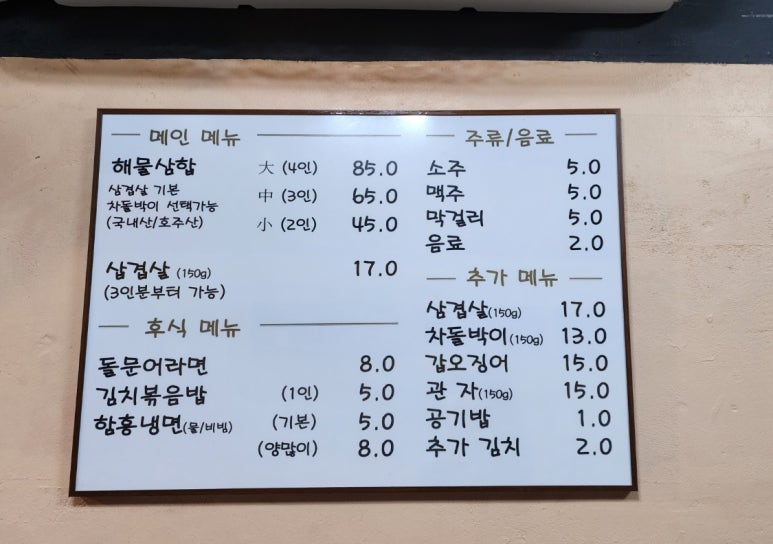 메인 메뉴
해물삼합 大 (4인) 85.0
삼겹살 기본 中 (3인) 65.0
차돌박이 선택가능
(국내산/호주산) 小 (2인) 45.0
삼겹살 (150g) 17.0
(3인분부터 가능)
후식 메뉴
돌문어라면 8.0
김치볶음밥 (1인) 5.0
함흥냉면(물/비빔) (기본) 5.0
(양많이) 8.0
주류/음료
소주 5.0
맥주 5.0
막걸리 5.0
음료 2.0
추가 메뉴
삼겹살(150g) 17.0
차돌박이(150g) 13.0
갑오징어 15.0
관 자(150g) 15.0
공기밥 1.0
추가 김치 2.0